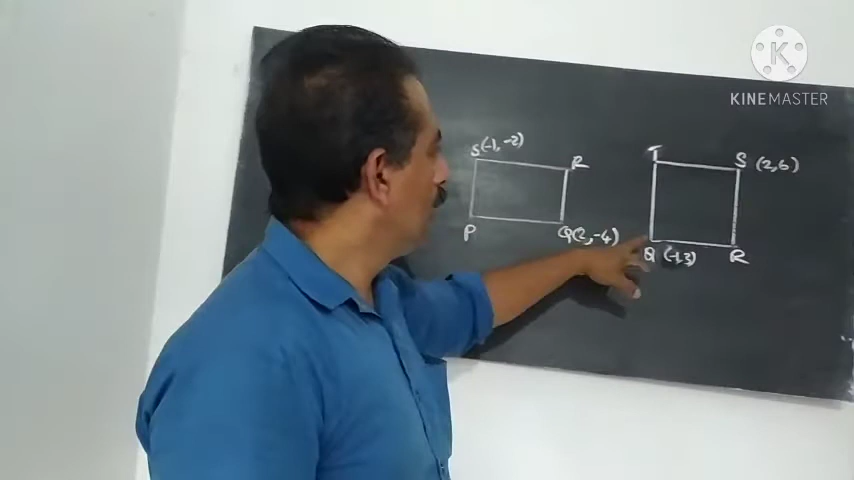 KINEMASTER
S(-1, -2)
R
P
Q(2, -4)
T
S (2, 6)
Q (-1, 3)
R